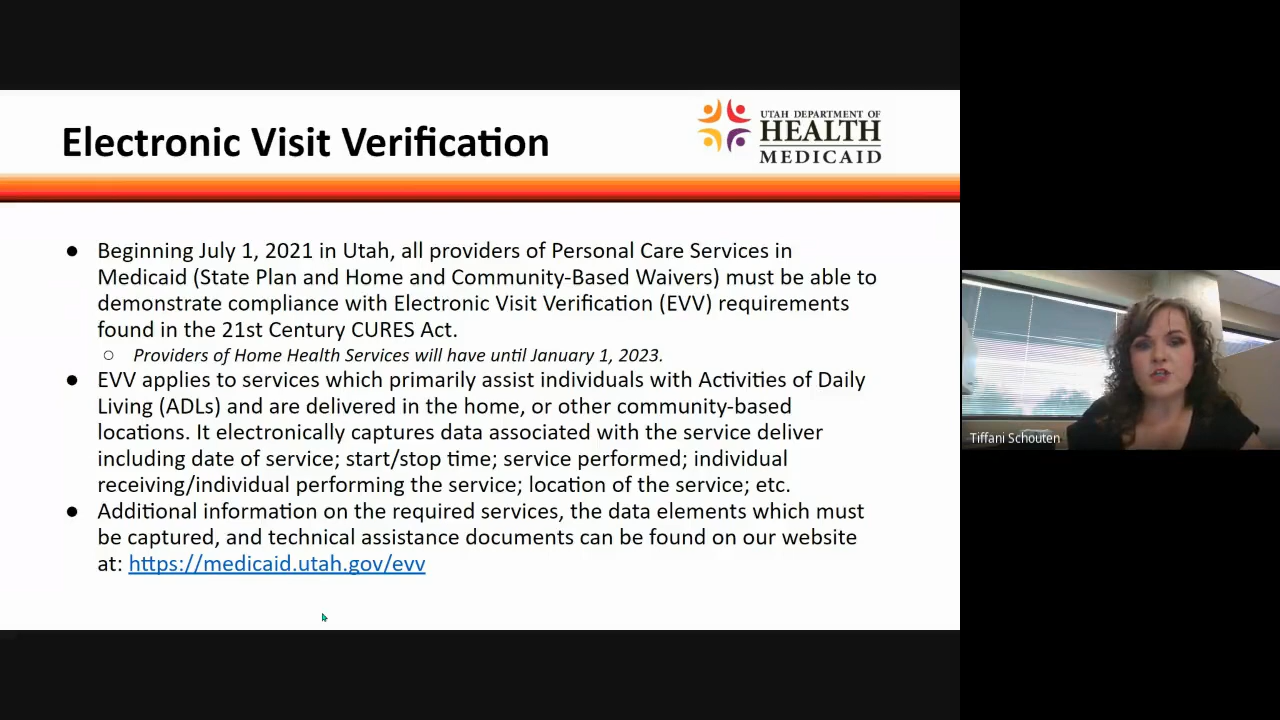 Electronic Visit Verification
UTAH DEPARTMENT OF
HEALTH
MEDICAID
● Beginning July 1, 2021 in Utah, all providers of Personal Care Services in
Medicaid (State Plan and Home and Community-Based Waivers) must be able to
demonstrate compliance with Electronic Visit Verification (EVV) requirements
found in the 21st Century CURES Act.
○ Providers of Home Health Services will have until January 1, 2023.
● EVV applies to services which primarily assist individuals with Activities of Daily
Living (ADLs) and are delivered in the home, or other community-based
locations. It electronically captures data associated with the service deliver
including date of service; start/stop time; service performed; individual
receiving/individual performing the service; location of the service; etc.
● Additional information on the required services, the data elements which must
be captured, and technical assistance documents can be found on our website
at: https://medicaid.utah.gov/evv
Tiffani Schouten